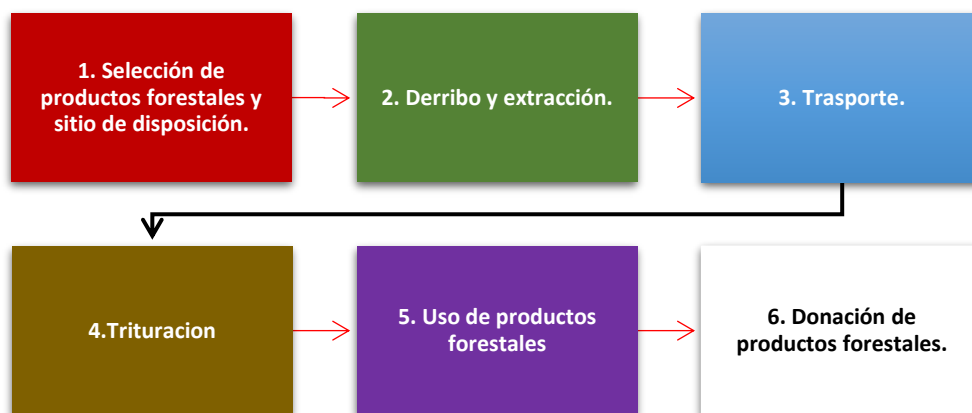 1. Selección de
productos forestales y
sitio de disposición.
2. Derribo y extracción.
3. Trasporte.
4.Trituracion
5. Uso de productos
forestales
6. Donación de
productos forestales.